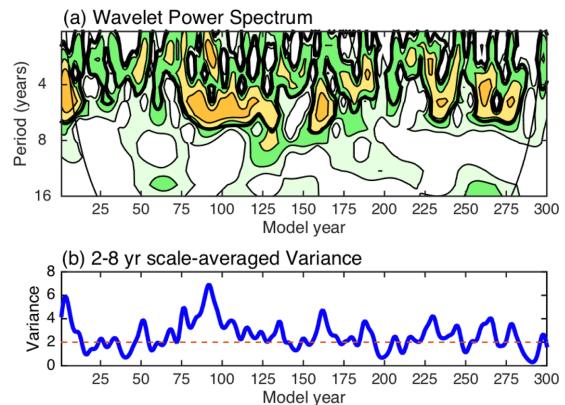 (a) Wavelet Power Spectrum
Period (years)
4
8
16
25 50 75 100 125 150 175 200 225 250 275 300
Model year
(b) 2-8 yr scale-averaged Variance
Variance
8
6
4
2
0
25 50 75 100 125 150 175 200 225 250 275 300
Model year